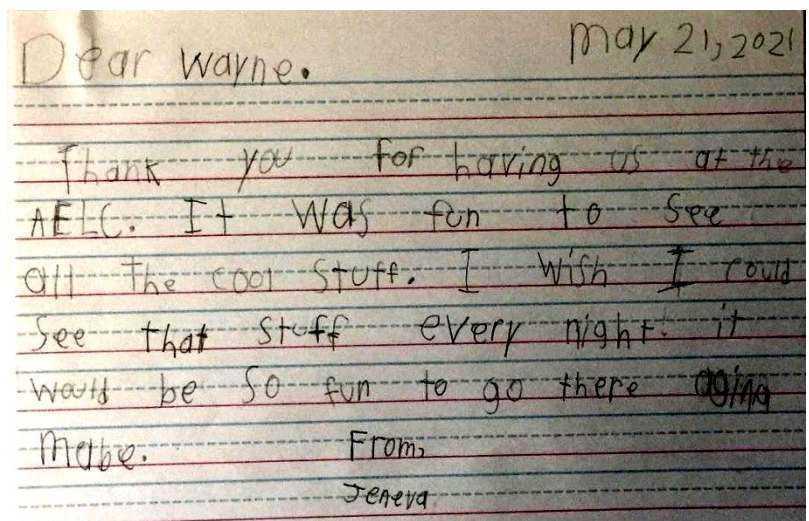 Dear Wayne. May 21, 2021
Thank you for having us at the
AELC. It was fun to see
all the cool stuff. I wish I could
see that stuff every night! it
would be so fun to go there aging
mabe. From,
Jeneva